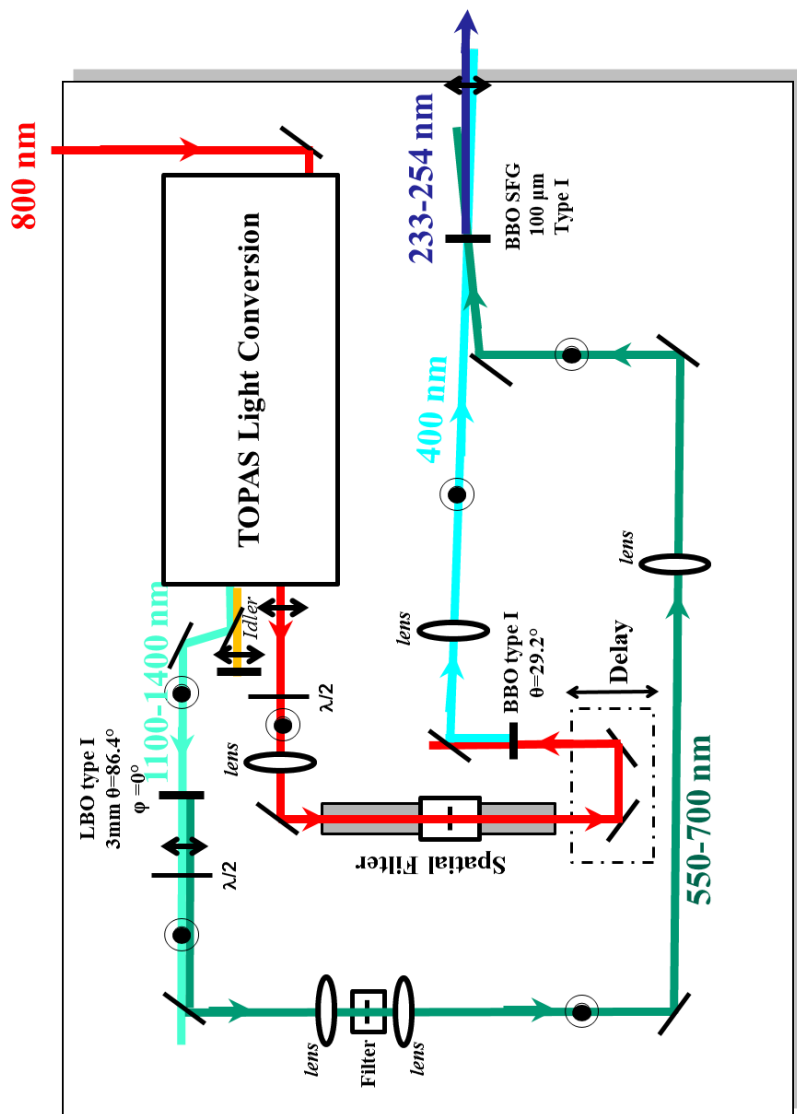 800 nm
TOPAS Light Conversion
233-254 nm
BBO SFG
100 μm
Type I
400 nm
1100-1400 nm
Idler
λ/2
lens
LBO type I
3mm θ=86.4°
φ =0°
λ/2
lens
BBO type I
θ=29.2°
Delay
lens
Spatial Filter
550-700 nm
lens
Filter
lens